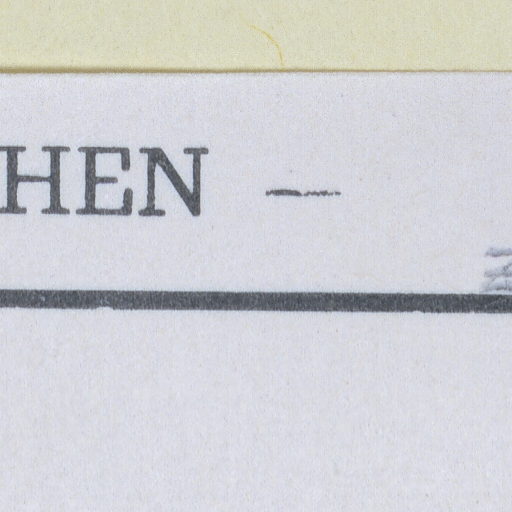 HEN —